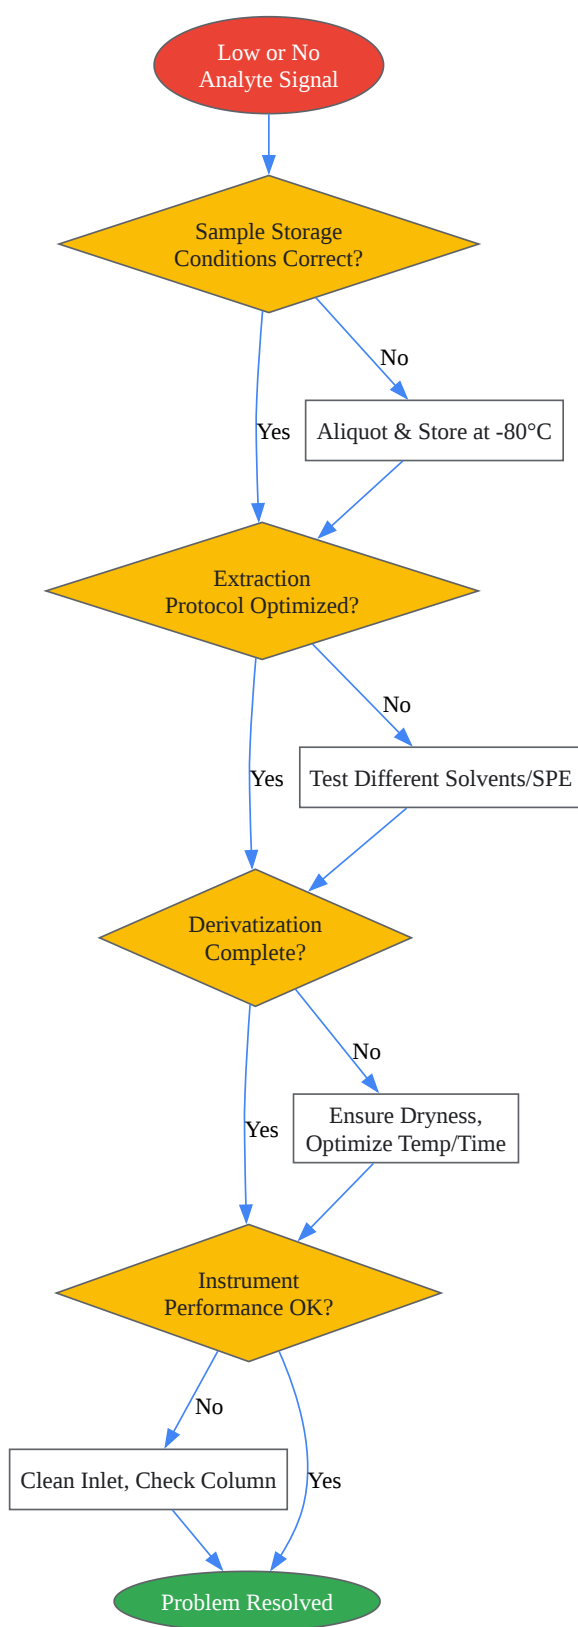 Low or No
Analyte Signal
Sample Storage
Conditions Correct?
No
Yes
Aliquot & Store at -80°C
Extraction
Protocol Optimized?
No
Yes
Test Different Solvents/SPE
Derivatization
Complete?
No
Yes
Ensure Dryness,
Optimize Temp/Time
Instrument
Performance OK?
No
Clean Inlet, Check Column
Yes
Problem Resolved